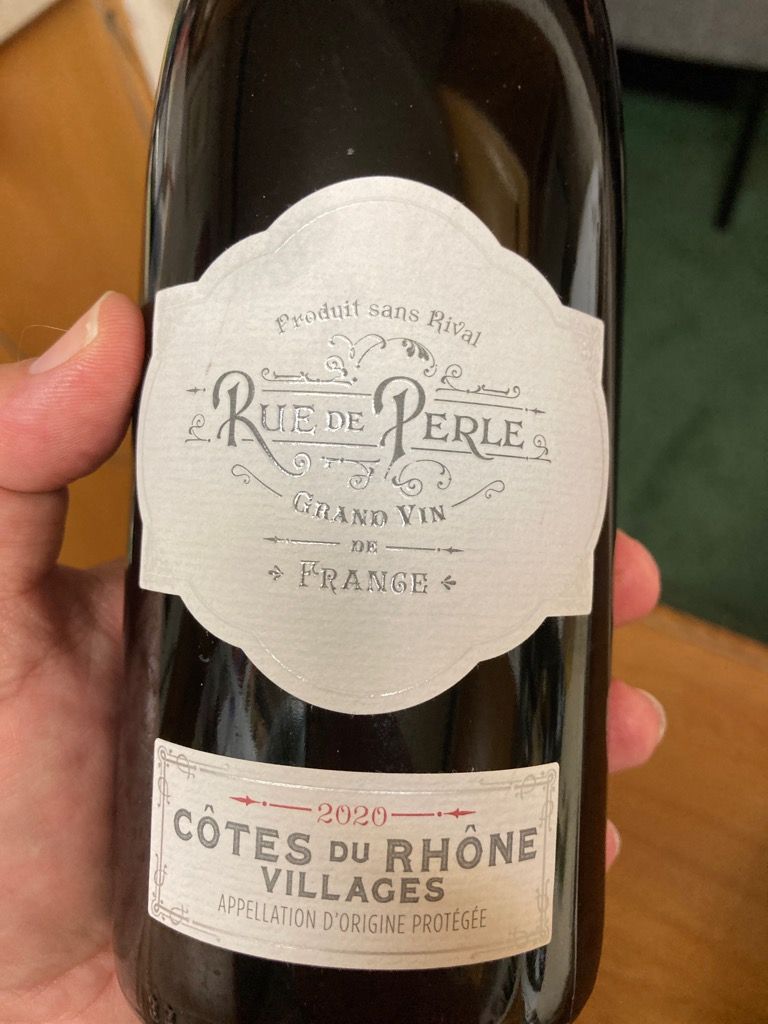 Produit sans Rival
RUE DE PERLE
GRAND VIN
DE
FRANCE
2020
CÔTES DU RHÔNE
VILLAGES
APPELLATION D'ORIGINE PROTÉGÉE